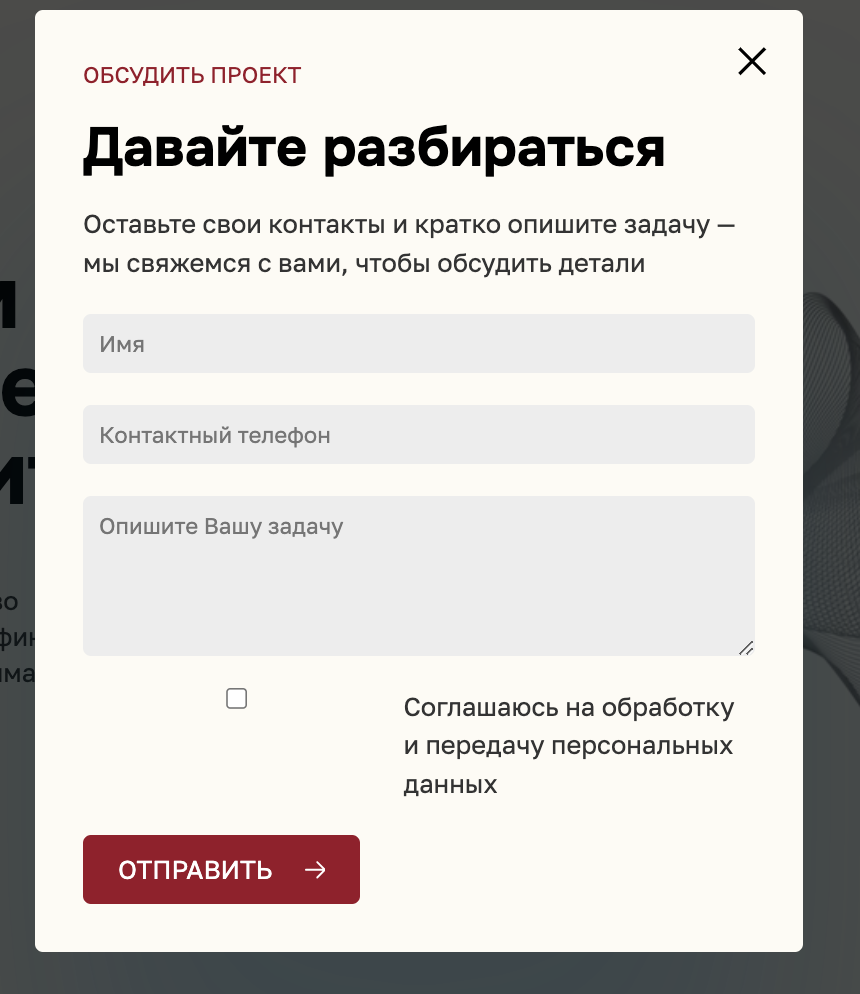 ОБСУДИТЬ ПРОЕКТ
Давайте разбираться
Оставьте свои контакты и кратко опишите задачу —
мы свяжемся с вами, чтобы обсудить детали
Имя
Контактный телефон
Опишите Вашу задачу
Соглашаюсь на обработку
и передачу персональных
данных
ОТПРАВИТЬ